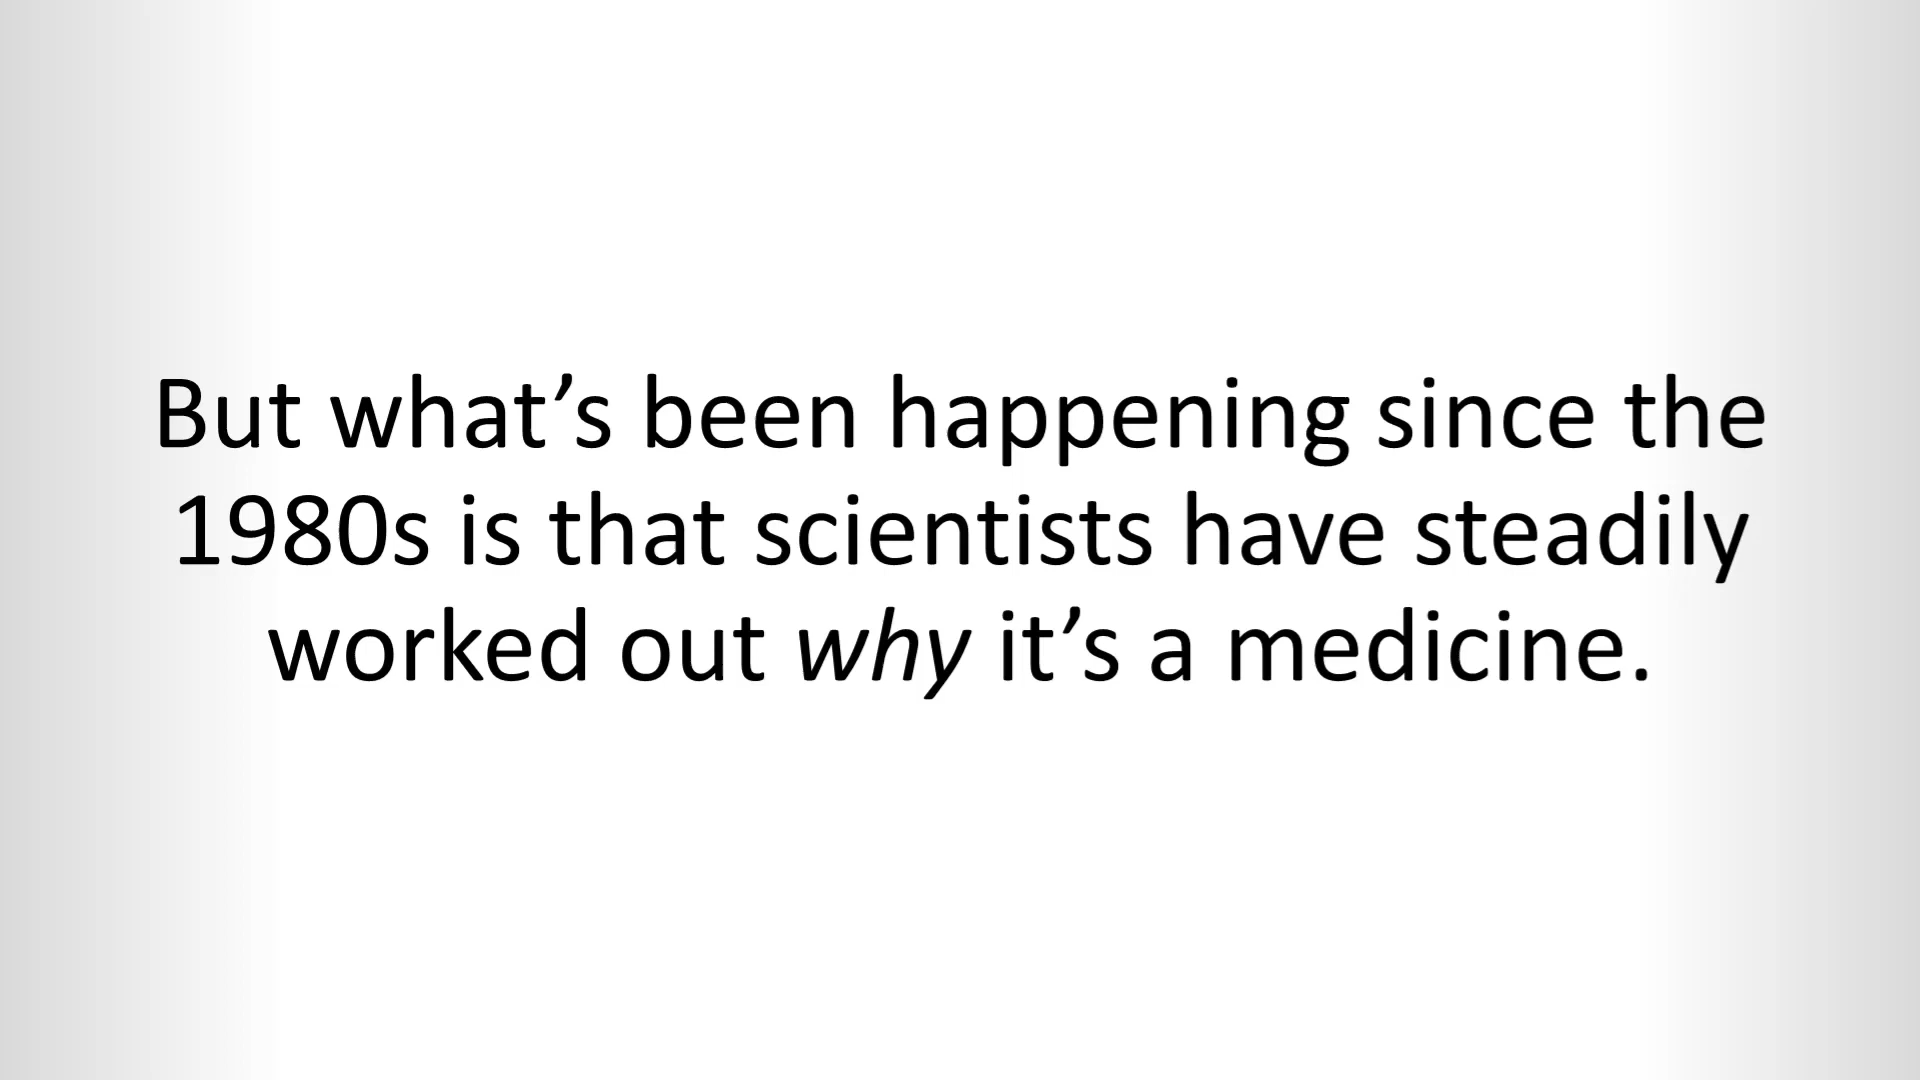 But what’s been happening since the
1980s is that scientists have steadily
worked out why it’s a medicine.